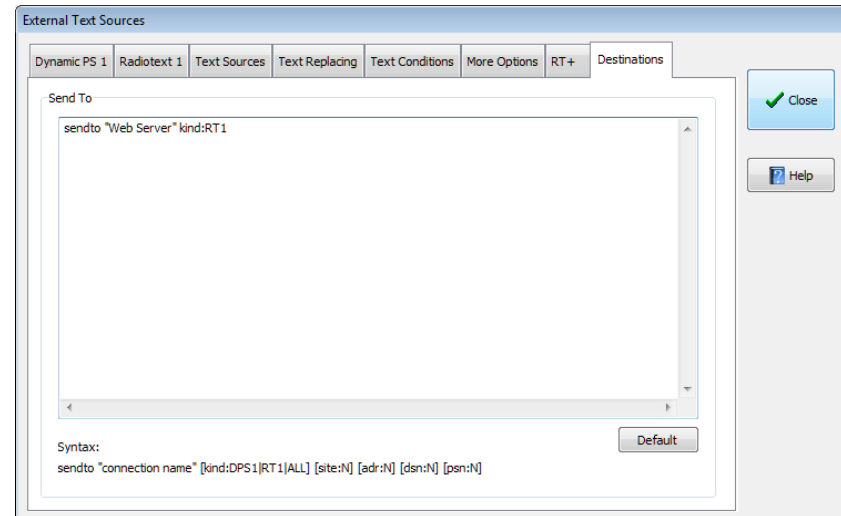 External Text Sources
Dynamic PS 1 Radiotext 1 Text Sources Text Replacing Text Conditions More Options RT+ Destinations
Send To
Close
sendto "Web Server" kind:RT1
Help
Default
Syntax:
sendto "connection name" [kind:DPS1|RT1|ALL] [site:N] [adr:N] [dsn:N] [psn:N]